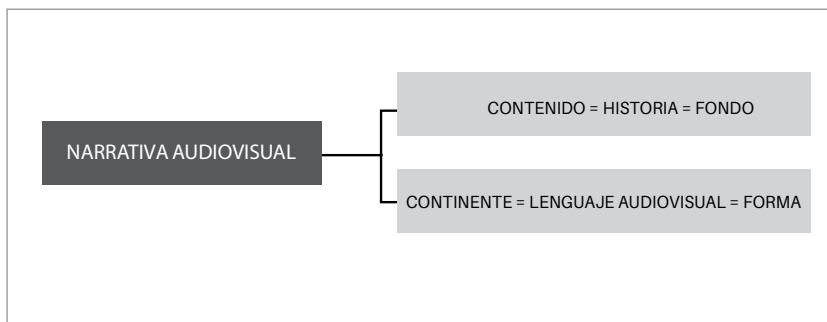 NARRATIVA AUDIOVISUAL
CONTENIDO = HISTORIA = FONDO
CONTINENTE = LENGUAJE AUDIOVISUAL = FORMA